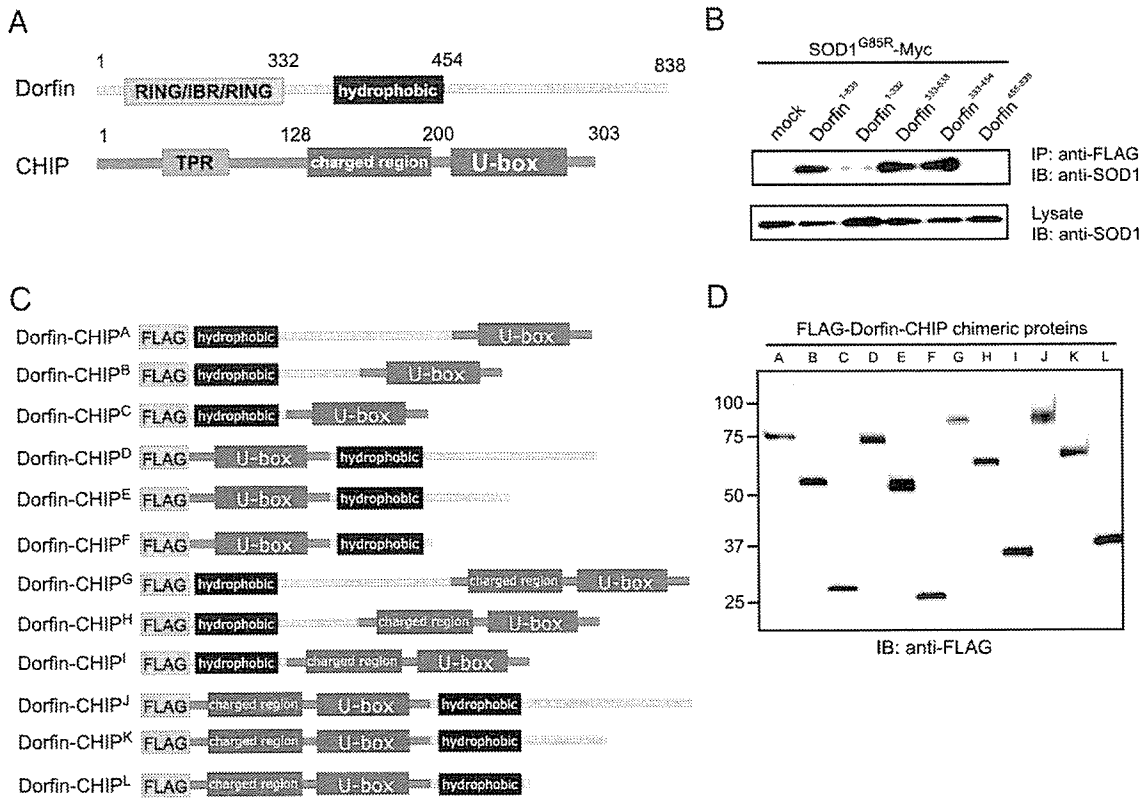 A
1 332 454 838
Dorfin RING/IBR/RING hydrophobic
1 128 200 303
CHIP TPR charged region U-box
B
SOD1G85R-Myc
mock Dorfin1-838 Dorfin1-332 Dorfin333-838 Dorfin333-454 Dorfin455-838
IP: anti-FLAG
IB: anti-SOD1
Lysate
IB: anti-SOD1
C
Dorfin-CHIPA FLAG hydrophobic U-box
Dorfin-CHIPB FLAG hydrophobic U-box
Dorfin-CHIPC FLAG hydrophobic U-box
Dorfin-CHIPD FLAG U-box hydrophobic
Dorfin-CHIPE FLAG U-box hydrophobic
Dorfin-CHIPF FLAG U-box hydrophobic
Dorfin-CHIPG FLAG hydrophobic charged region U-box
Dorfin-CHIPH FLAG hydrophobic charged region U-box
Dorfin-CHIPI FLAG hydrophobic charged region U-box
Dorfin-CHIPJ FLAG charged region U-box hydrophobic
Dorfin-CHIPK FLAG charged region U-box hydrophobic
Dorfin-CHIPL FLAG charged region U-box hydrophobic
D
FLAG-Dorfin-CHIP chimeric proteins
A B C D E F G H I J K L
100
75
50
37
25
IB: anti-FLAG